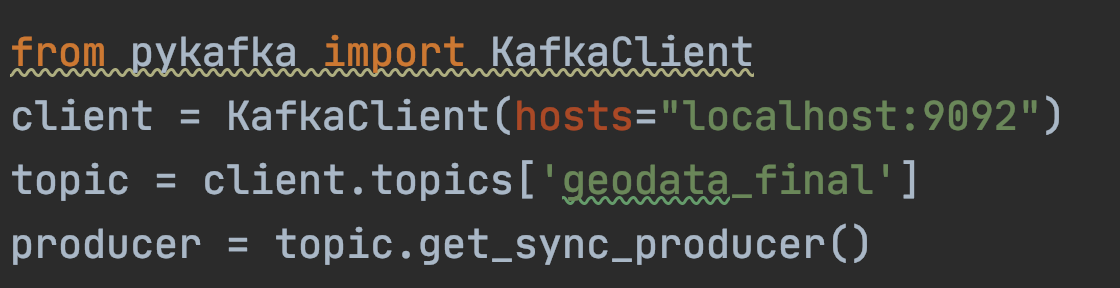 from pykafka import KafkaClient
client = KafkaClient(hosts="localhost:9092")
topic = client.topics['geodata_final']
producer = topic.get_sync_producer()